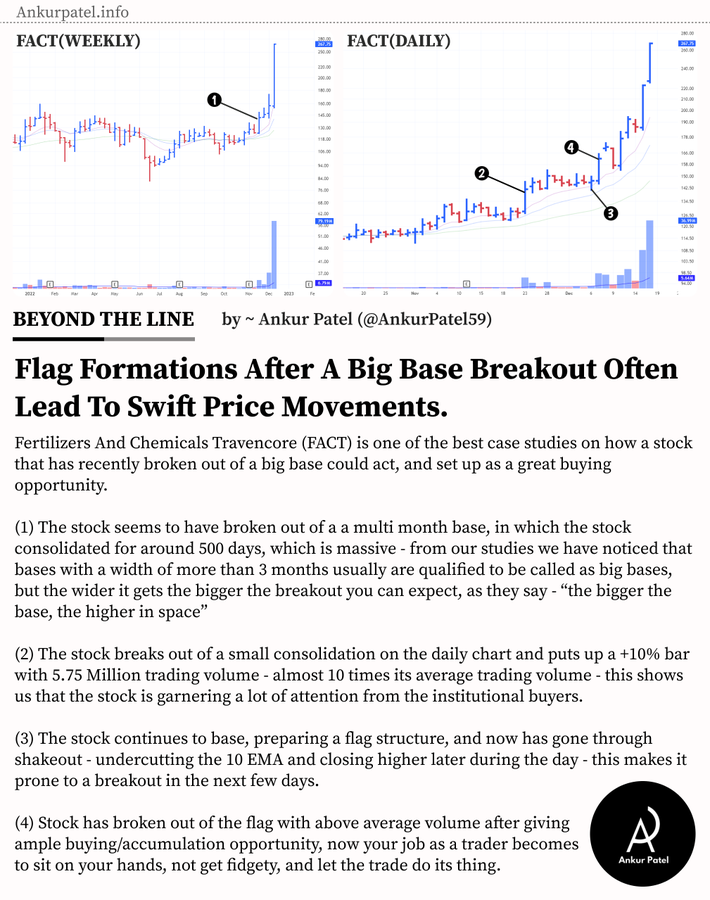 Ankurpatel.info
FACT(WEEKLY)
FACT(DAILY)
1
2
4
3
BEYOND THE LINE
by ~ Ankur Patel (@AnkurPatel59)
Flag Formations After A Big Base Breakout Often
Lead To Swift Price Movements.
Fertilizers And Chemicals Travencore (FACT) is one of the best case studies on how a stock
that has recently broken out of a big base could act, and set up as a great buying
opportunity.
(1) The stock seems to have broken out of a a multi month base, in which the stock
consolidated for around 500 days, which is massive - from our studies we have noticed that
bases with a width of more than 3 months usually are qualified to be called as big bases,
but the wider it gets the bigger the breakout you can expect, as they say - “the bigger the
base, the higher in space”
(2) The stock breaks out of a small consolidation on the daily chart and puts up a +10% bar
with 5.75 Million trading volume - almost 10 times its average trading volume - this shows
us that the stock is garnering a lot of attention from the institutional buyers.
(3) The stock continues to base, preparing a flag structure, and now has gone through
shakeout - undercutting the 10 EMA and closing higher later during the day - this makes it
prone to a breakout in the next few days.
(4) Stock has broken out of the flag with above average volume after giving
ample buying/accumulation opportunity, now your job as a trader becomes
to sit on your hands, not get fidgety, and let the trade do its thing.
Ankur Patel